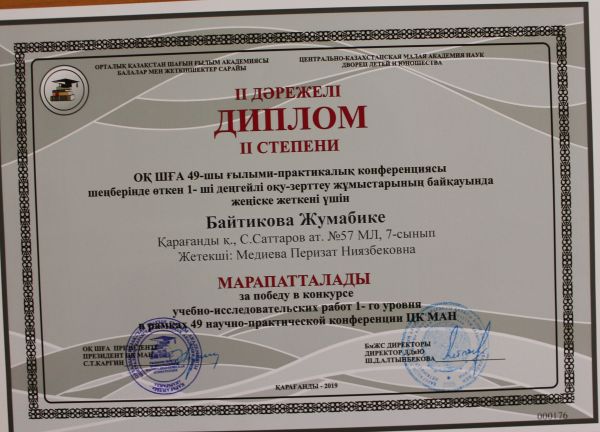 ОРТАЛЫҚ ҚАЗАҚСТАН ШАҒЫН ҒЫЛЫМ АКАДЕМИЯСЫ
БАЛАЛАР МЕН ЖЕТКІНШЕКТЕР САРАЙЫ
ЦЕНТРАЛЬНО-КАЗАХСТАНСКАЯ МАЛАЯ АКАДЕМИЯ НАУК
ДВОРЕЦ ДЕТЕЙ И ЮНОШЕСТВА
II ДӘРЕЖЕЛІ
ДИПЛОМ
II СТЕПЕНИ
ОҚ ШҒА 49-шы ғылыми-практикалық конференциясы
шеңберінде өткен 1- ші деңгейлі оқу-зерттеу жұмыстарының байқауында
жеңіске жеткені үшін
Байтикова Жумабике
Қарағанды қ., С.Саттаров ат. №57 МЛ, 7-сынып
Жетекші: Медиева Перизат Ниязбековна
МАРАПАТТАЛАДЫ
за победу в конкурсе
учебно-исследовательских работ 1- го уровня
в рамках 49 научно-практической конференции ЦК МАН
ОҚ ШҒА ПРЕЗИДЕНТІ
ПРЕЗИДЕНТ ЦК МАН
С.Т.КАРГИН
БжЖС ДИРЕКТОРЫ
ДИРЕКТОР ДДиЮ
Ш.Д.АЛТЫНБЕКОВА
ҚАРАҒАНДЫ - 2019
000176